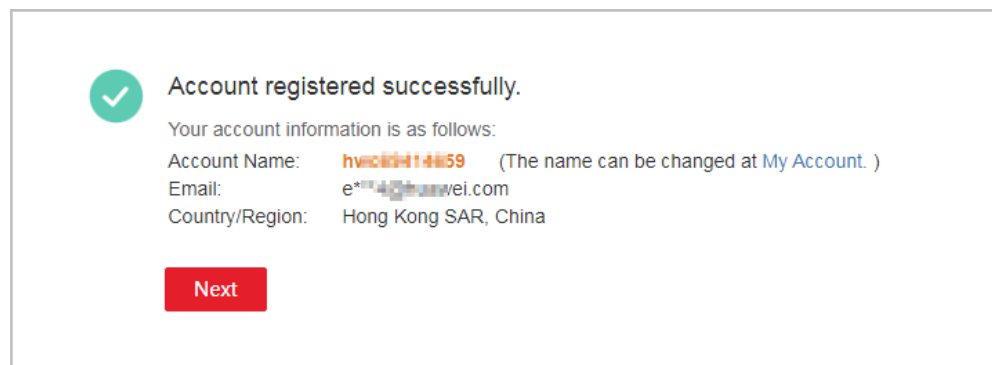 Account registered successfully.
Your account information is as follows:
Account Name: (The name can be changed at My Account. )
Email:
Country/Region: Hong Kong SAR, China
Next